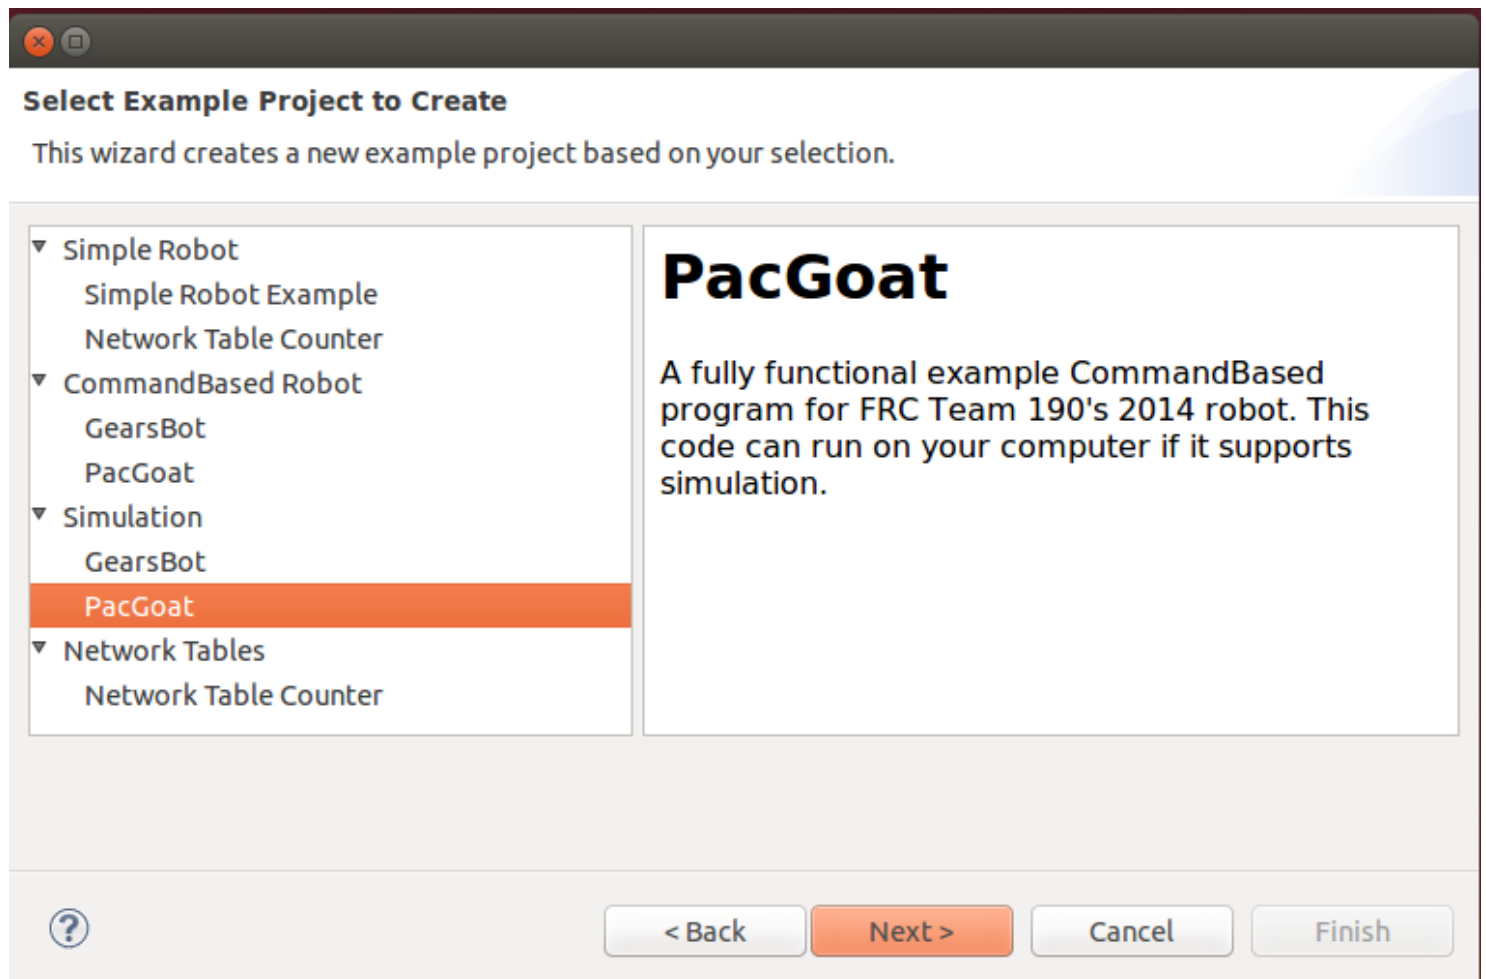 Select Example Project to Create
This wizard creates a new example project based on your selection.
Simple Robot
Simple Robot Example
Network Table Counter
CommandBased Robot
GearsBot
PacGoat
Simulation
GearsBot
PacGoat
Network Tables
Network Table Counter
PacGoat
A fully functional example CommandBased
program for FRC Team 190's 2014 robot. This
code can run on your computer if it supports
simulation.
?
< Back
Next >
Cancel
Finish